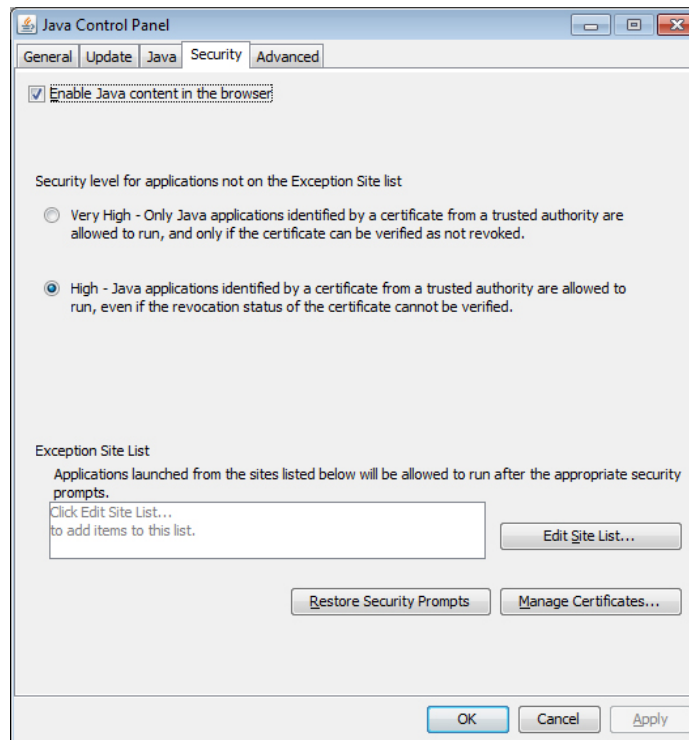 Java Control Panel
General Update Java Security Advanced
Enable Java content in the browser
Security level for applications not on the Exception Site list
Very High - Only Java applications identified by a certificate from a trusted authority are
allowed to run, and only if the certificate can be verified as not revoked.
High - Java applications identified by a certificate from a trusted authority are allowed to
run, even if the revocation status of the certificate cannot be verified.
Exception Site List
Applications launched from the sites listed below will be allowed to run after the appropriate security
prompts.
Click Edit Site List...
to add items to this list.
Edit Site List...
Restore Security Prompts Manage Certificates...
OK Cancel Apply